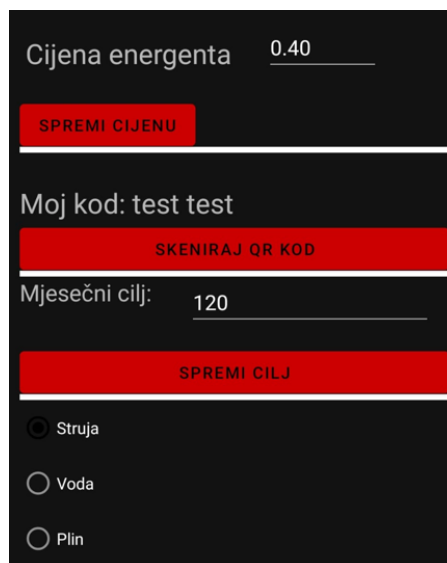 Cijena energenta 0.40
SPREMI CIJENU
Moj kod: test test
SKENIRAJ QR KOD
Mjesečni cilj: 120
SPREMI CILJ
Struja
Voda
Plin